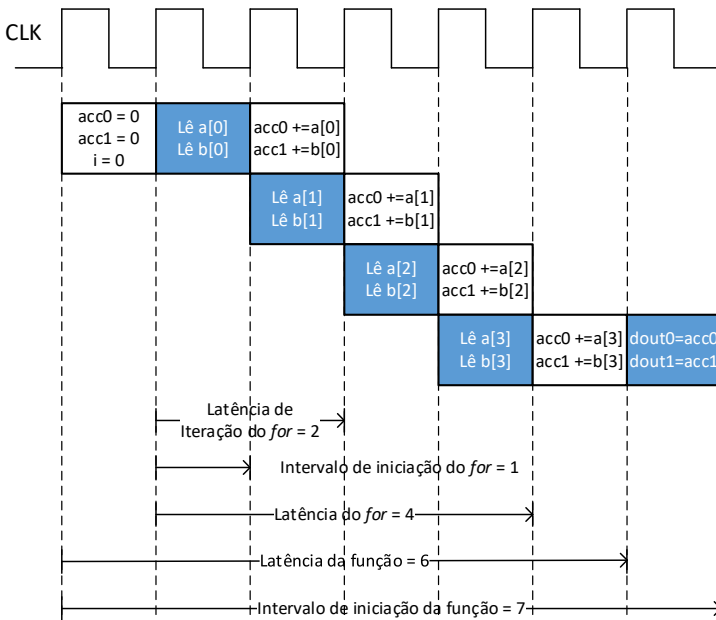 CLK
acc0 = 0
acc1 = 0
i = 0
Lê a[0]
Lê b[0]
acc0 +=a[0]
acc1 +=b[0]
Lê a[1]
Lê b[1]
acc0 +=a[1]
acc1 +=b[1]
Lê a[2]
Lê b[2]
acc0 +=a[2]
acc1 +=b[2]
Lê a[3]
Lê b[3]
acc0 +=a[3]
acc1 +=b[3]
dout0=acc0
dout1=acc1
Latência de
Iteração do for = 2
Intervalo de iniciação do for = 1
Latência do for = 4
Latência da função = 6
Intervalo de iniciação da função = 7